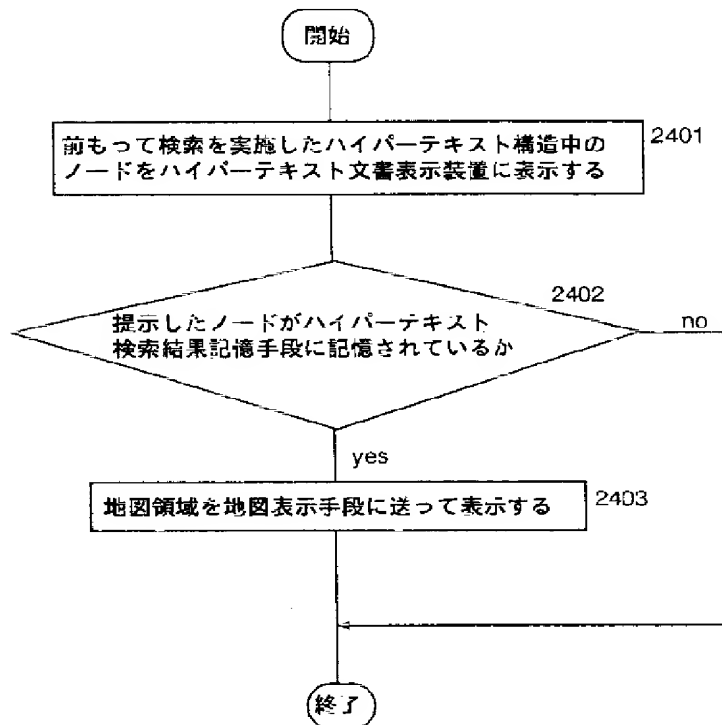 開始
前もって検索を実施したハイパーテキスト構造中の
ノードをハイパーテキスト文書表示装置に表示する
2401
2402
提示したノードがハイパーテキスト
検索結果記憶手段に記憶されているか
no
yes
地図領域を地図表示手段に送って表示する
2403
終了